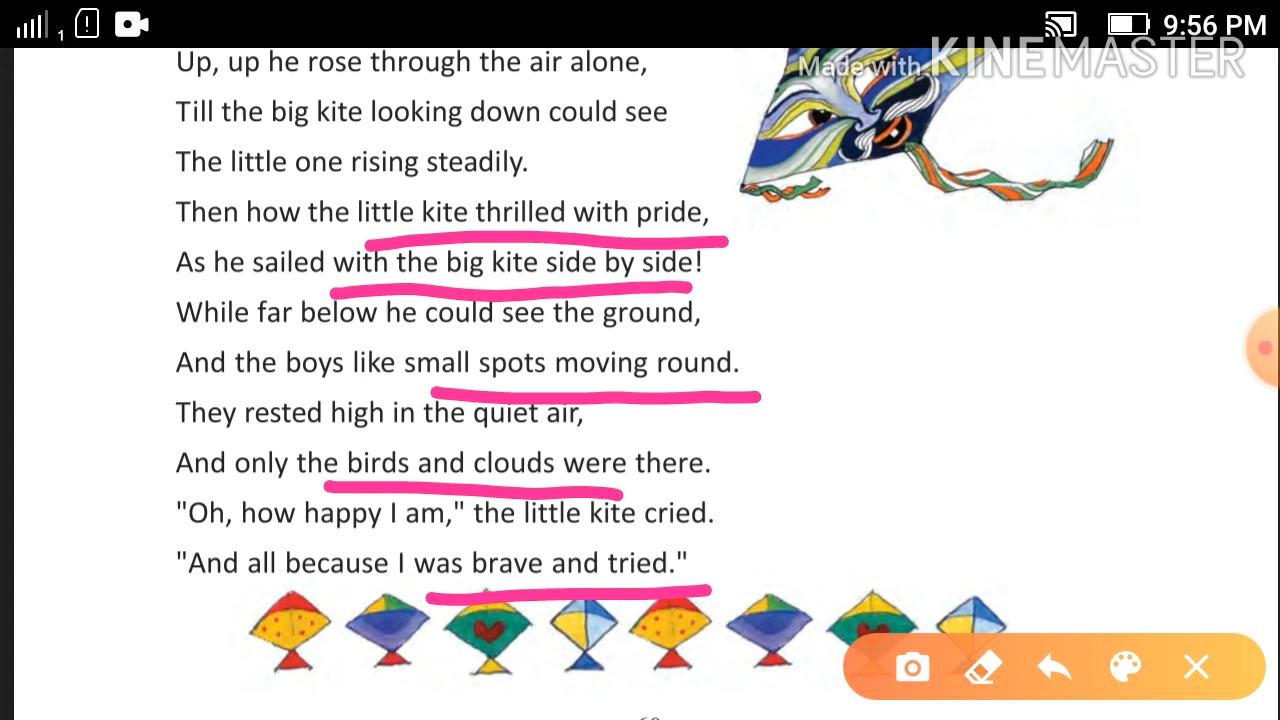 1 9:56 PM
Made with KINEMASTER
Up, up he rose through the air alone,
Till the big kite looking down could see
The little one rising steadily.
Then how the little kite thrilled with pride,
As he sailed with the big kite side by side!
While far below he could see the ground,
And the boys like small spots moving round.
They rested high in the quiet air,
And only the birds and clouds were there.
"Oh, how happy I am," the little kite cried.
"And all because I was brave and tried."